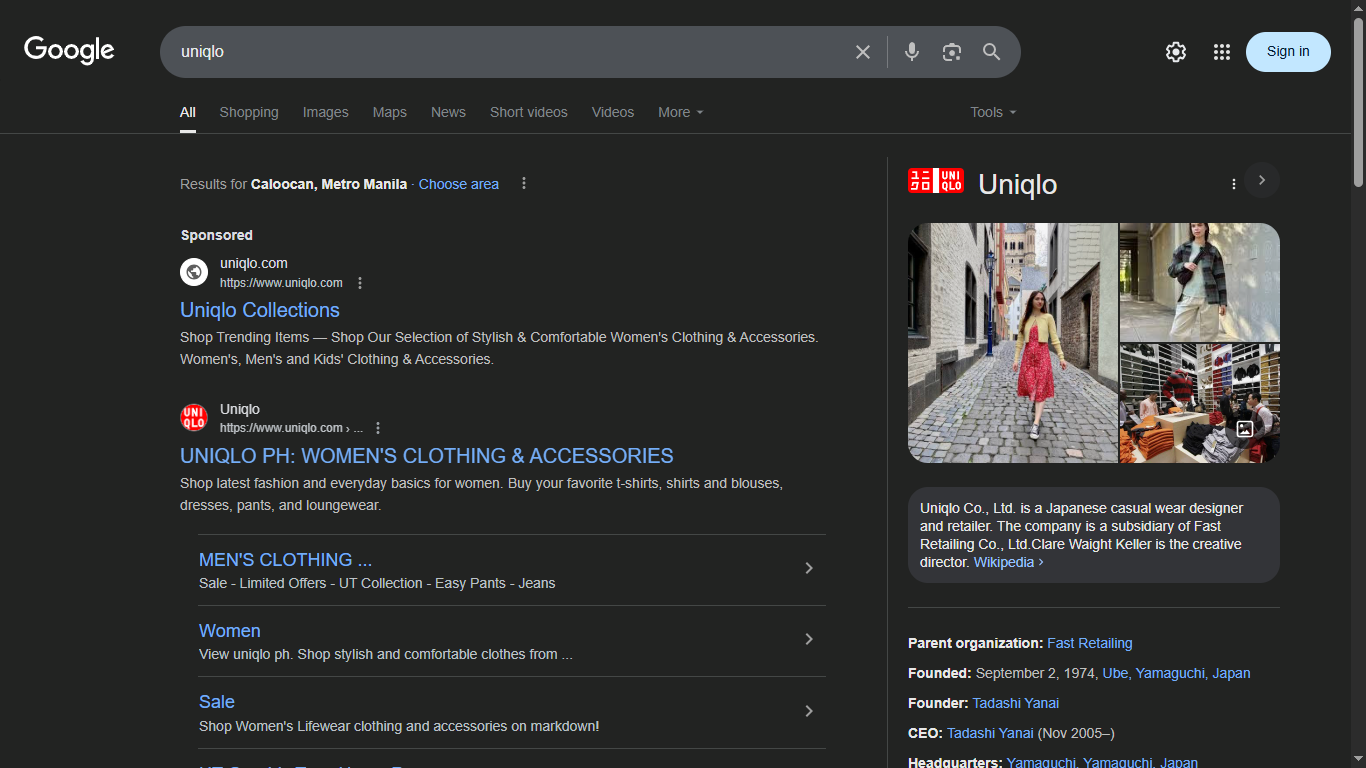 Google
uniqlo
Sign in
All
Shopping
Images
Maps
News
Short videos
Videos
More
Tools
Results for Caloocan, Metro Manila · Choose area
Sponsored
uniqlo.com
https://www.uniqlo.com
Uniqlo Collections
Shop Trending Items — Shop Our Selection of Stylish & Comfortable Women's Clothing & Accessories.
Women's, Men's and Kids' Clothing & Accessories.
UNI
QLO
Uniqlo
https://www.uniqlo.com › ...
UNIQLO PH: WOMEN'S CLOTHING & ACCESSORIES
Shop latest fashion and everyday basics for women. Buy your favorite t-shirts, shirts and blouses,
dresses, pants, and loungewear.
MEN'S CLOTHING ...
Sale - Limited Offers - UT Collection - Easy Pants - Jeans
Women
View uniqlo ph. Shop stylish and comfortable clothes from ...
Sale
Shop Women's Lifewear clothing and accessories on markdown!
ユニ UNI
クロ QLO
Uniqlo
Uniqlo Co., Ltd. is a Japanese casual wear designer
and retailer. The company is a subsidiary of Fast
Retailing Co., Ltd.Clare Waight Keller is the creative
director. Wikipedia ›
Parent organization: Fast Retailing
Founded: September 2, 1974, Ube, Yamaguchi, Japan
Founder: Tadashi Yanai
CEO: Tadashi Yanai (Nov 2005–)
Headquarters: Yamaguchi, Yamaguchi, Japan